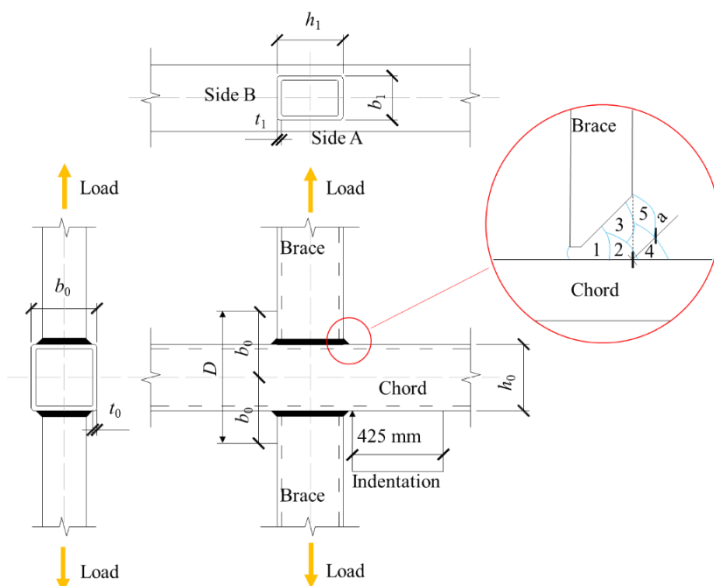 h1
Side B
b1
t1
Side A
Load
Load
Brace
Brace
5
3
a
1
2
4
Chord
b0
b0
D
Chord
h0
t0
b0
425 mm
Indentation
Brace
Load
Load